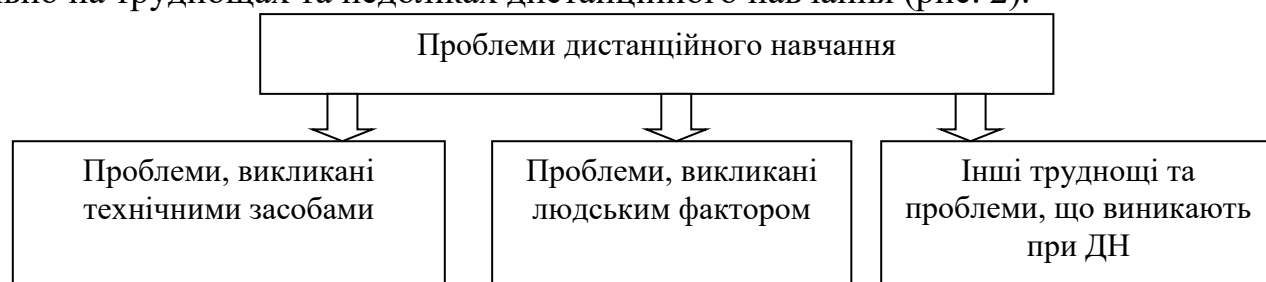 на труднощах та недоліках дистанційного навчання (рис. 2).
Проблеми дистанційного навчання
Проблеми, викликані
технічними засобами
Проблеми, викликані
людським фактором
Інші труднощі та
проблеми, що виникають
при ДН